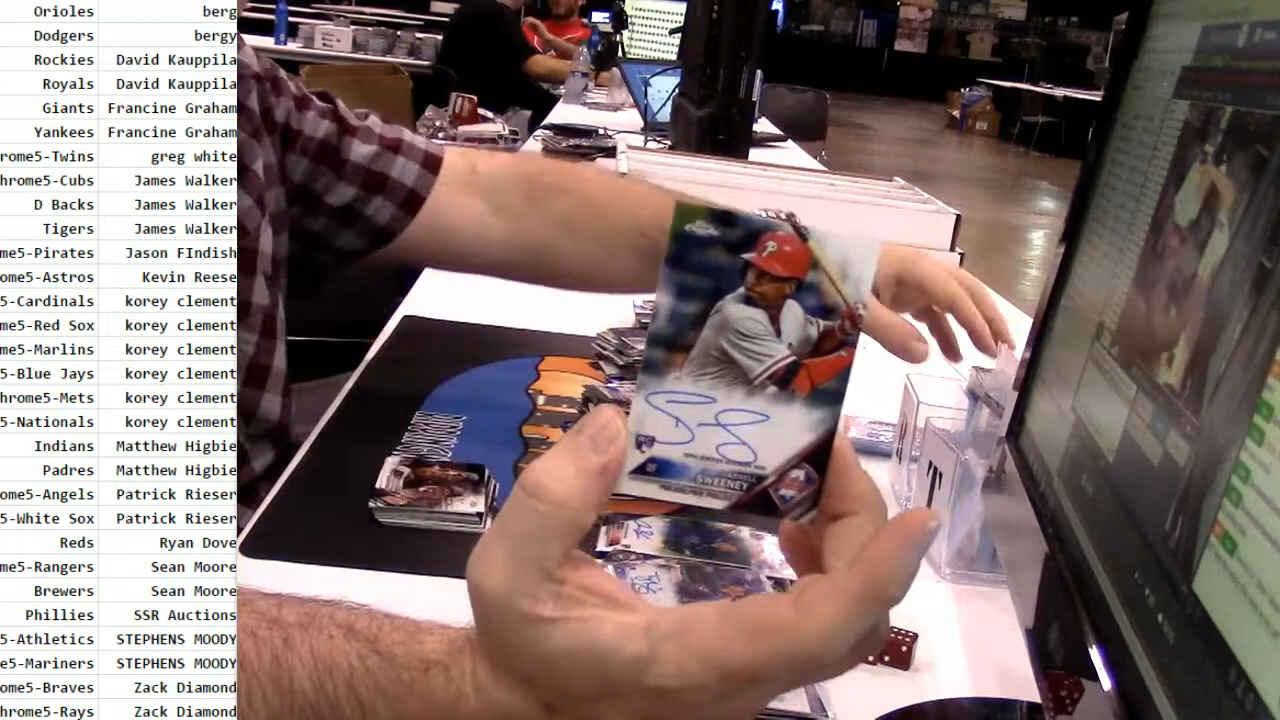 Orioles berg
Dodgers bergy
Rockies David Kauppila
Royals David Kauppila
Giants Francine Graham
Yankees Francine Graham
rome5-Twins greg white
hrome5-Cubs James Walker
D Backs James Walker
Tigers James Walker
me5-Pirates Jason FIndish
ome5-Astros Kevin Reese
5-Cardinals korey clement
me5-Red Sox korey clement
me5-Marlins korey clement
5-Blue Jays korey clement
hrome5-Mets korey clement
5-Nationals korey clement
Indians Matthew Higbie
Padres Matthew Higbie
ome5-Angels Patrick Rieser
5-White Sox Patrick Rieser
Reds Ryan Dove
me5-Rangers Sean Moore
Brewers Sean Moore
Phillies SSR Auctions
5-Athletics STEPHENS MOODY
e5-Mariners STEPHENS MOODY
ome5-Braves Zack Diamond
hrome5-Rays Zack Diamond
P
SWEENEY
PHILADELPHIA PHILLIES
T